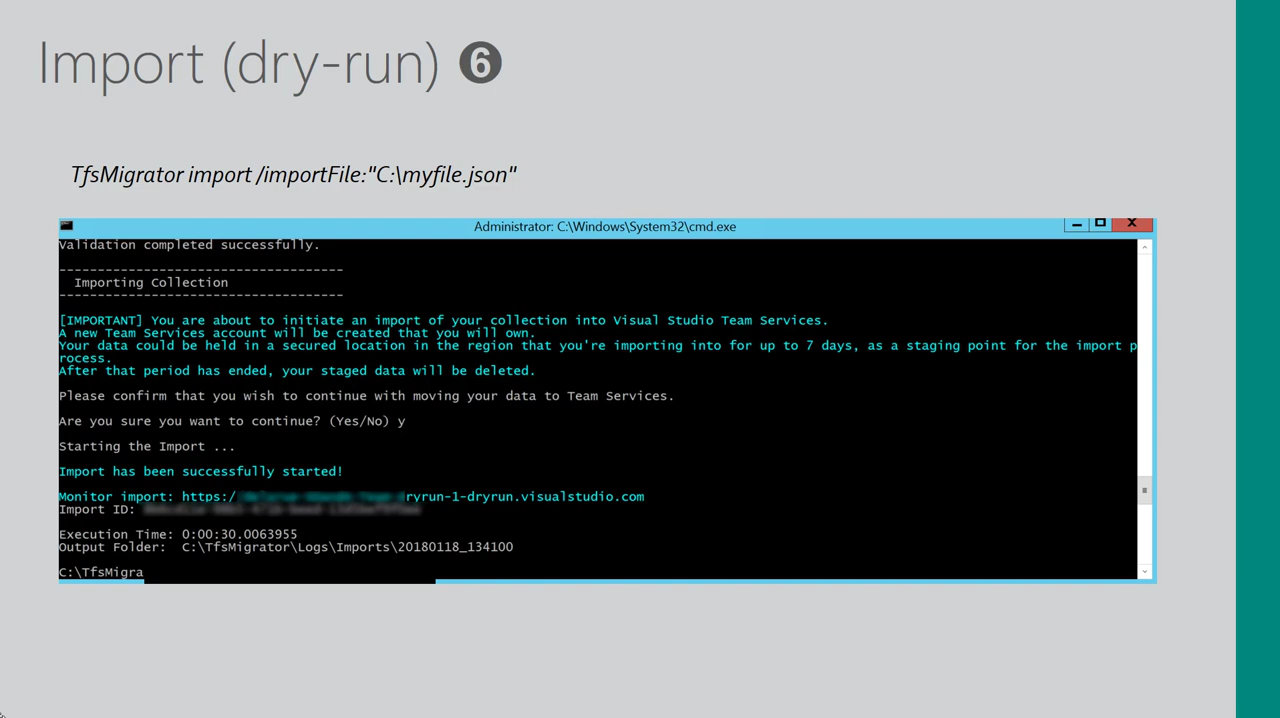 Import (dry-run) ❻
TfsMigrator import /importFile:"C:\myfile.json"
Administrator: C:\Windows\System32\cmd.exe
Validation completed successfully.
-------------------------------------
Importing Collection
-------------------------------------
[IMPORTANT] You are about to initiate an import of your collection into Visual Studio Team Services.
A new Team Services account will be created that you will own.
Your data could be held in a secured location in the region that you're importing into for up to 7 days, as a staging point for the import p
rocess.
After that period has ended, your staged data will be deleted.
Please confirm that you wish to continue with moving your data to Team Services.
Are you sure you want to continue? (Yes/No) y
Starting the Import ...
Import has been successfully started!
Monitor import: https:/ ryrun-1-dryrun.visualstudio.com
Import ID:
Execution Time: 0:00:30.0063955
Output Folder: C:\TfsMigrator\Logs\Imports\20180118_134100
C:\TfsMigra